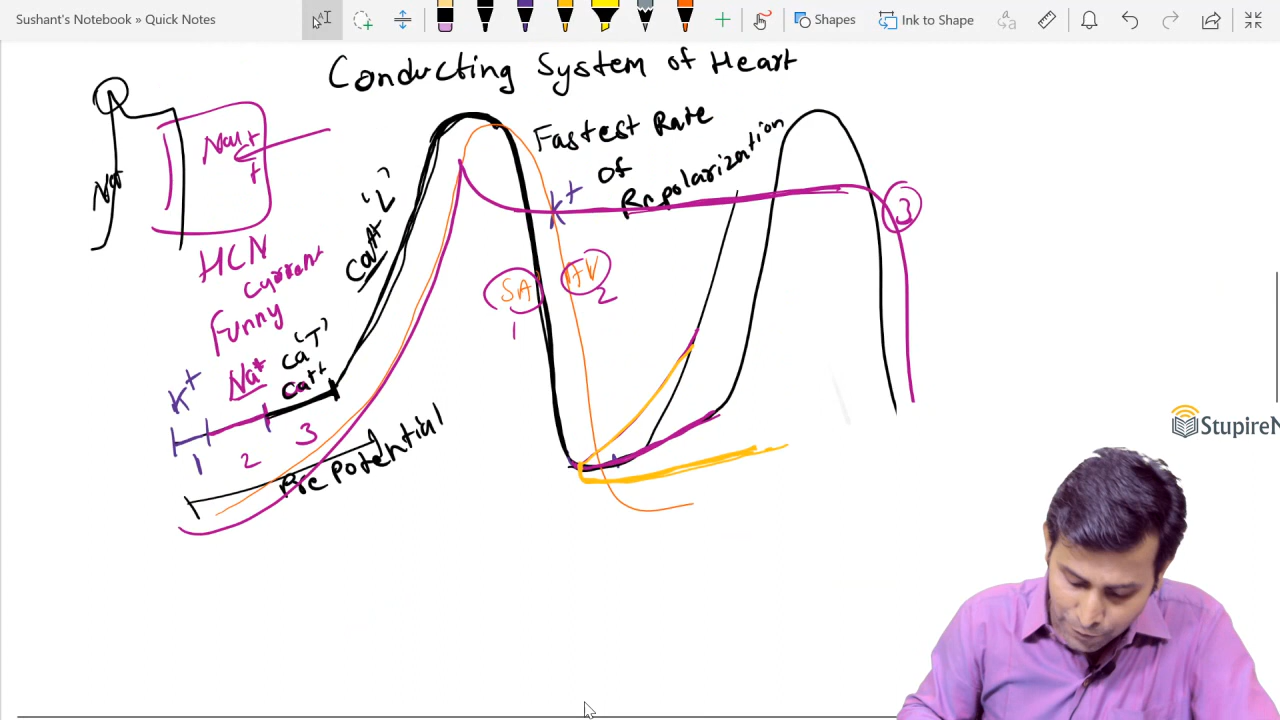 Sushant's Notebook » Quick Notes
Shapes
Ink to Shape
Conducting System of Heart
Fastest Rate
of
Repolarization
Na+
HCN
current
Funny
Ca++ 'L'
K+
SA
1
AV
2
3
K+
Na+
Ca 'T'
Ca++
1
2
3
Pre Potential
StupireN